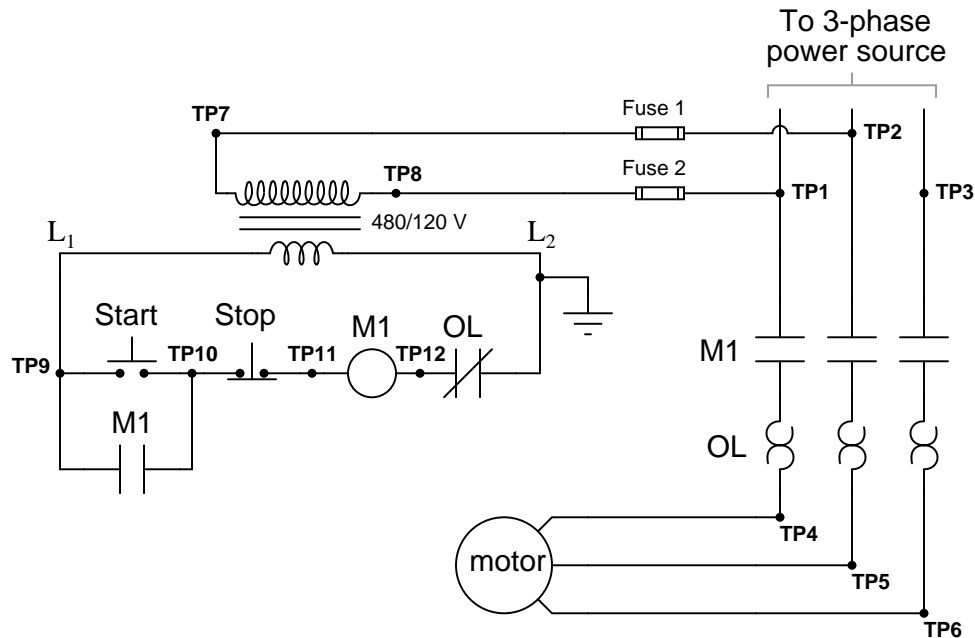 To 3-phase
power source
TP7
Fuse 1
TP2
TP8
Fuse 2
TP1
TP3
480/120 V
L1
L2
Start
Stop
M1
OL
TP9
TP10
TP11
TP12
M1
M1
OL
TP4
motor
TP5
TP6